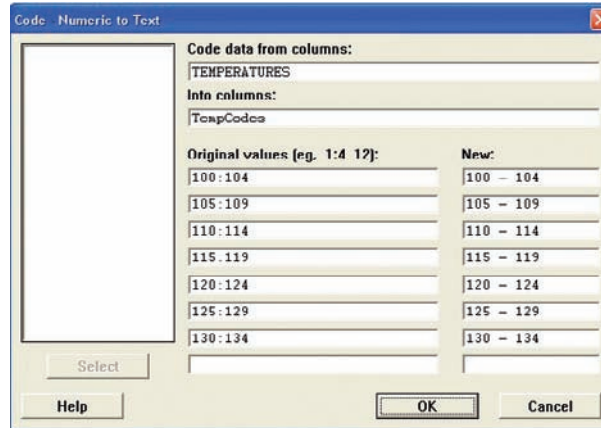 Code - Numeric to Text
Code data from columns:
TEMPERATURES
Into columns:
TempCodes
Original values (eg, 1:4 12): New:
100:104 100 - 104
105:109 105 - 109
110:114 110 - 114
115.119 115 - 119
120:124 120 - 124
125:129 125 - 129
130:134 130 - 134
Select
Help OK Cancel